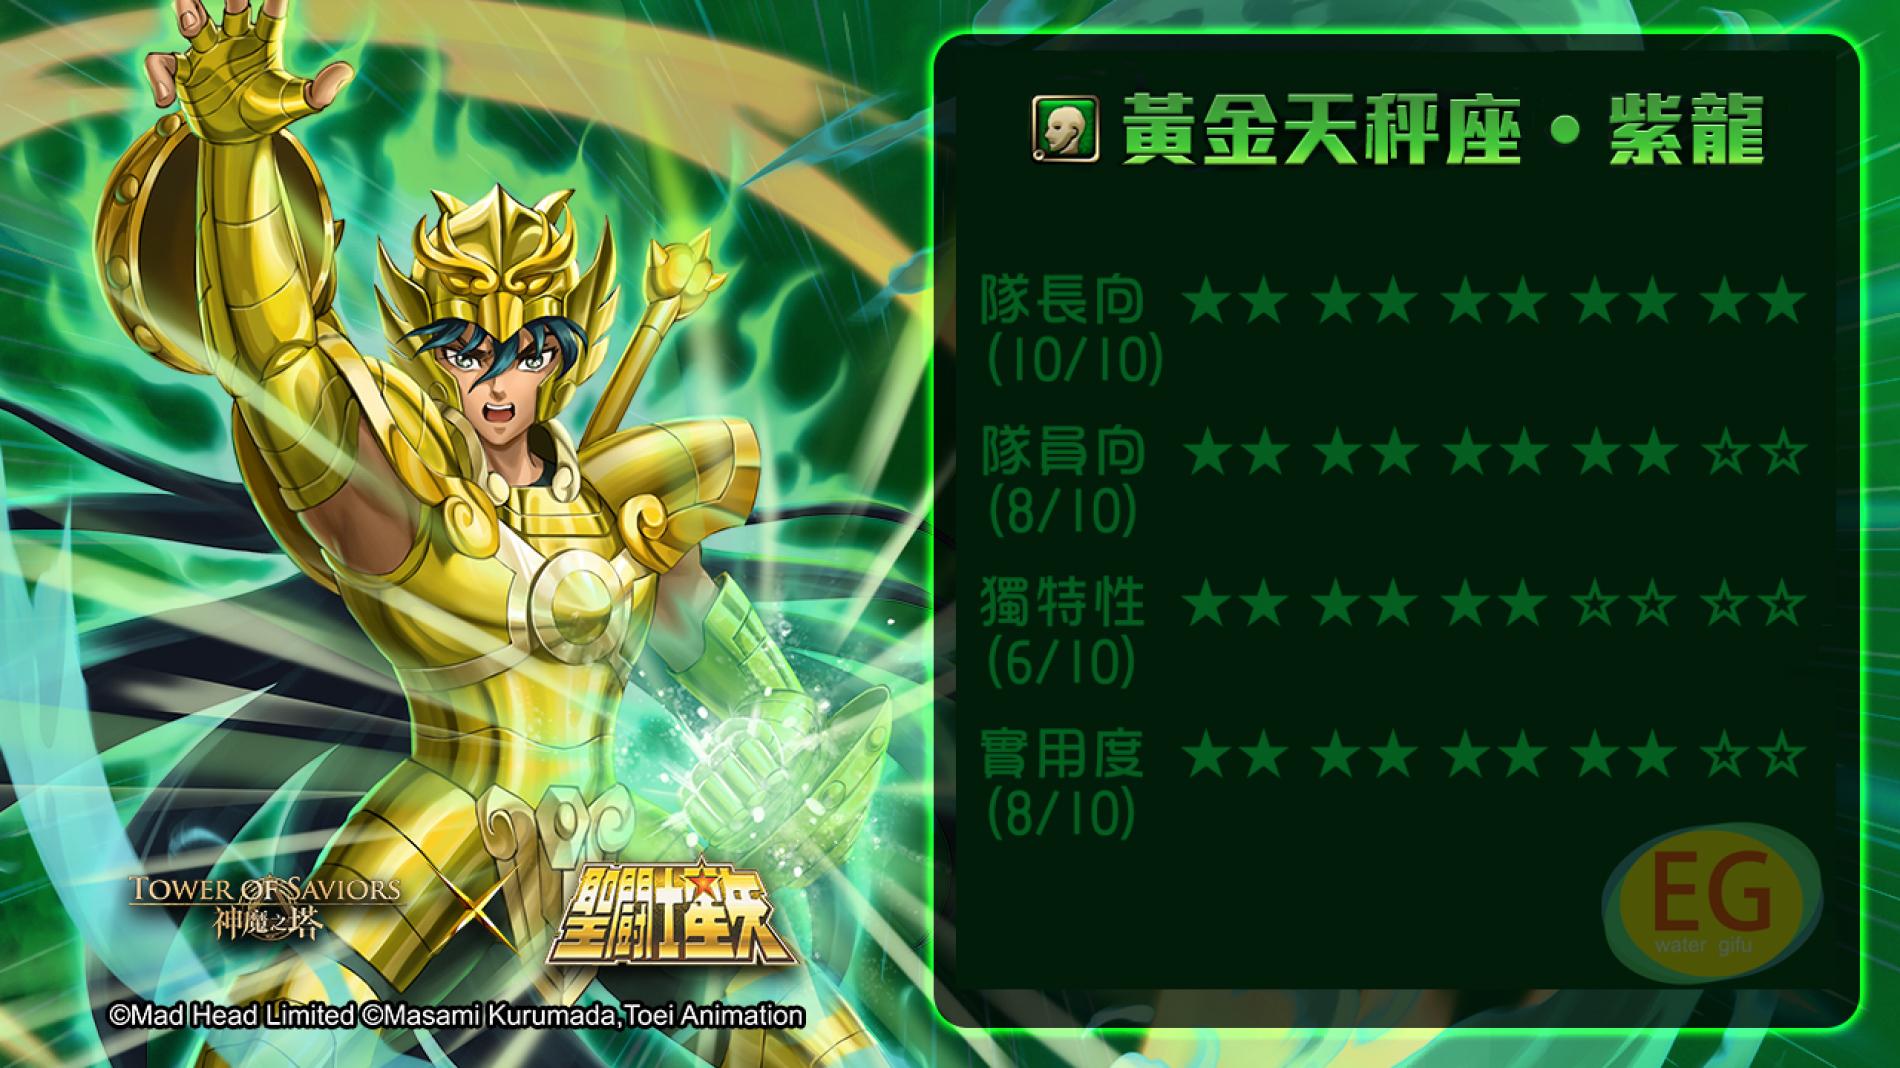 黃金天秤座・紫龍
隊長向 ★★ ★★ ★★ ★★ ★★
(10/10)
隊員向 ★★ ★★ ★★ ★★ ☆☆
(8/10)
獨特性 ★★ ★★ ★★ ☆☆ ☆☆
(6/10)
實用度 ★★ ★★ ★★ ★★ ☆☆
(8/10)
EG
water gifu
TOWER OF SAVIORS
神魔之塔
×
聖闘士星矢
©Mad Head Limited ©Masami Kurumada,Toei Animation